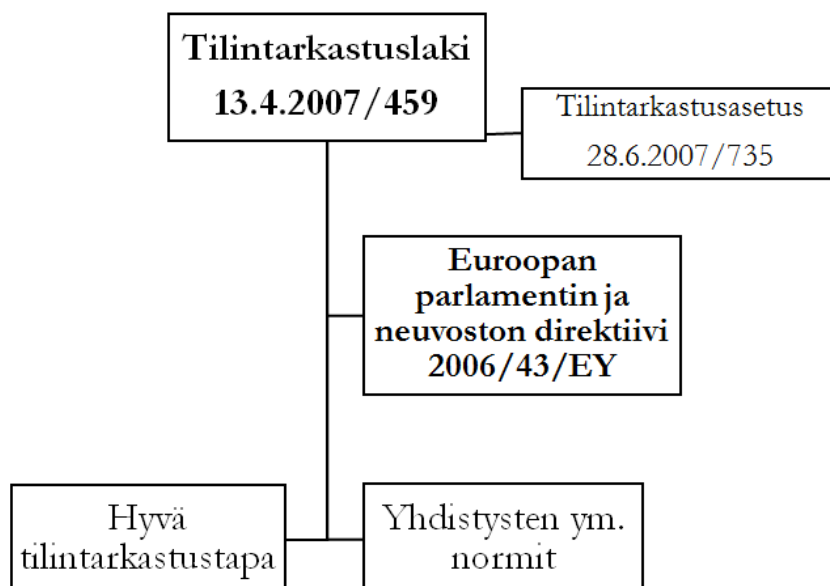 Tilintarkastuslaki
13.4.2007/459
Tilintarkastusasetus
28.6.2007/735
Euroopan
parlamentin ja
neuvoston direktiivi
2006/43/EY
Hyvä
tilintarkastustapa
Yhdistysten ym.
normit